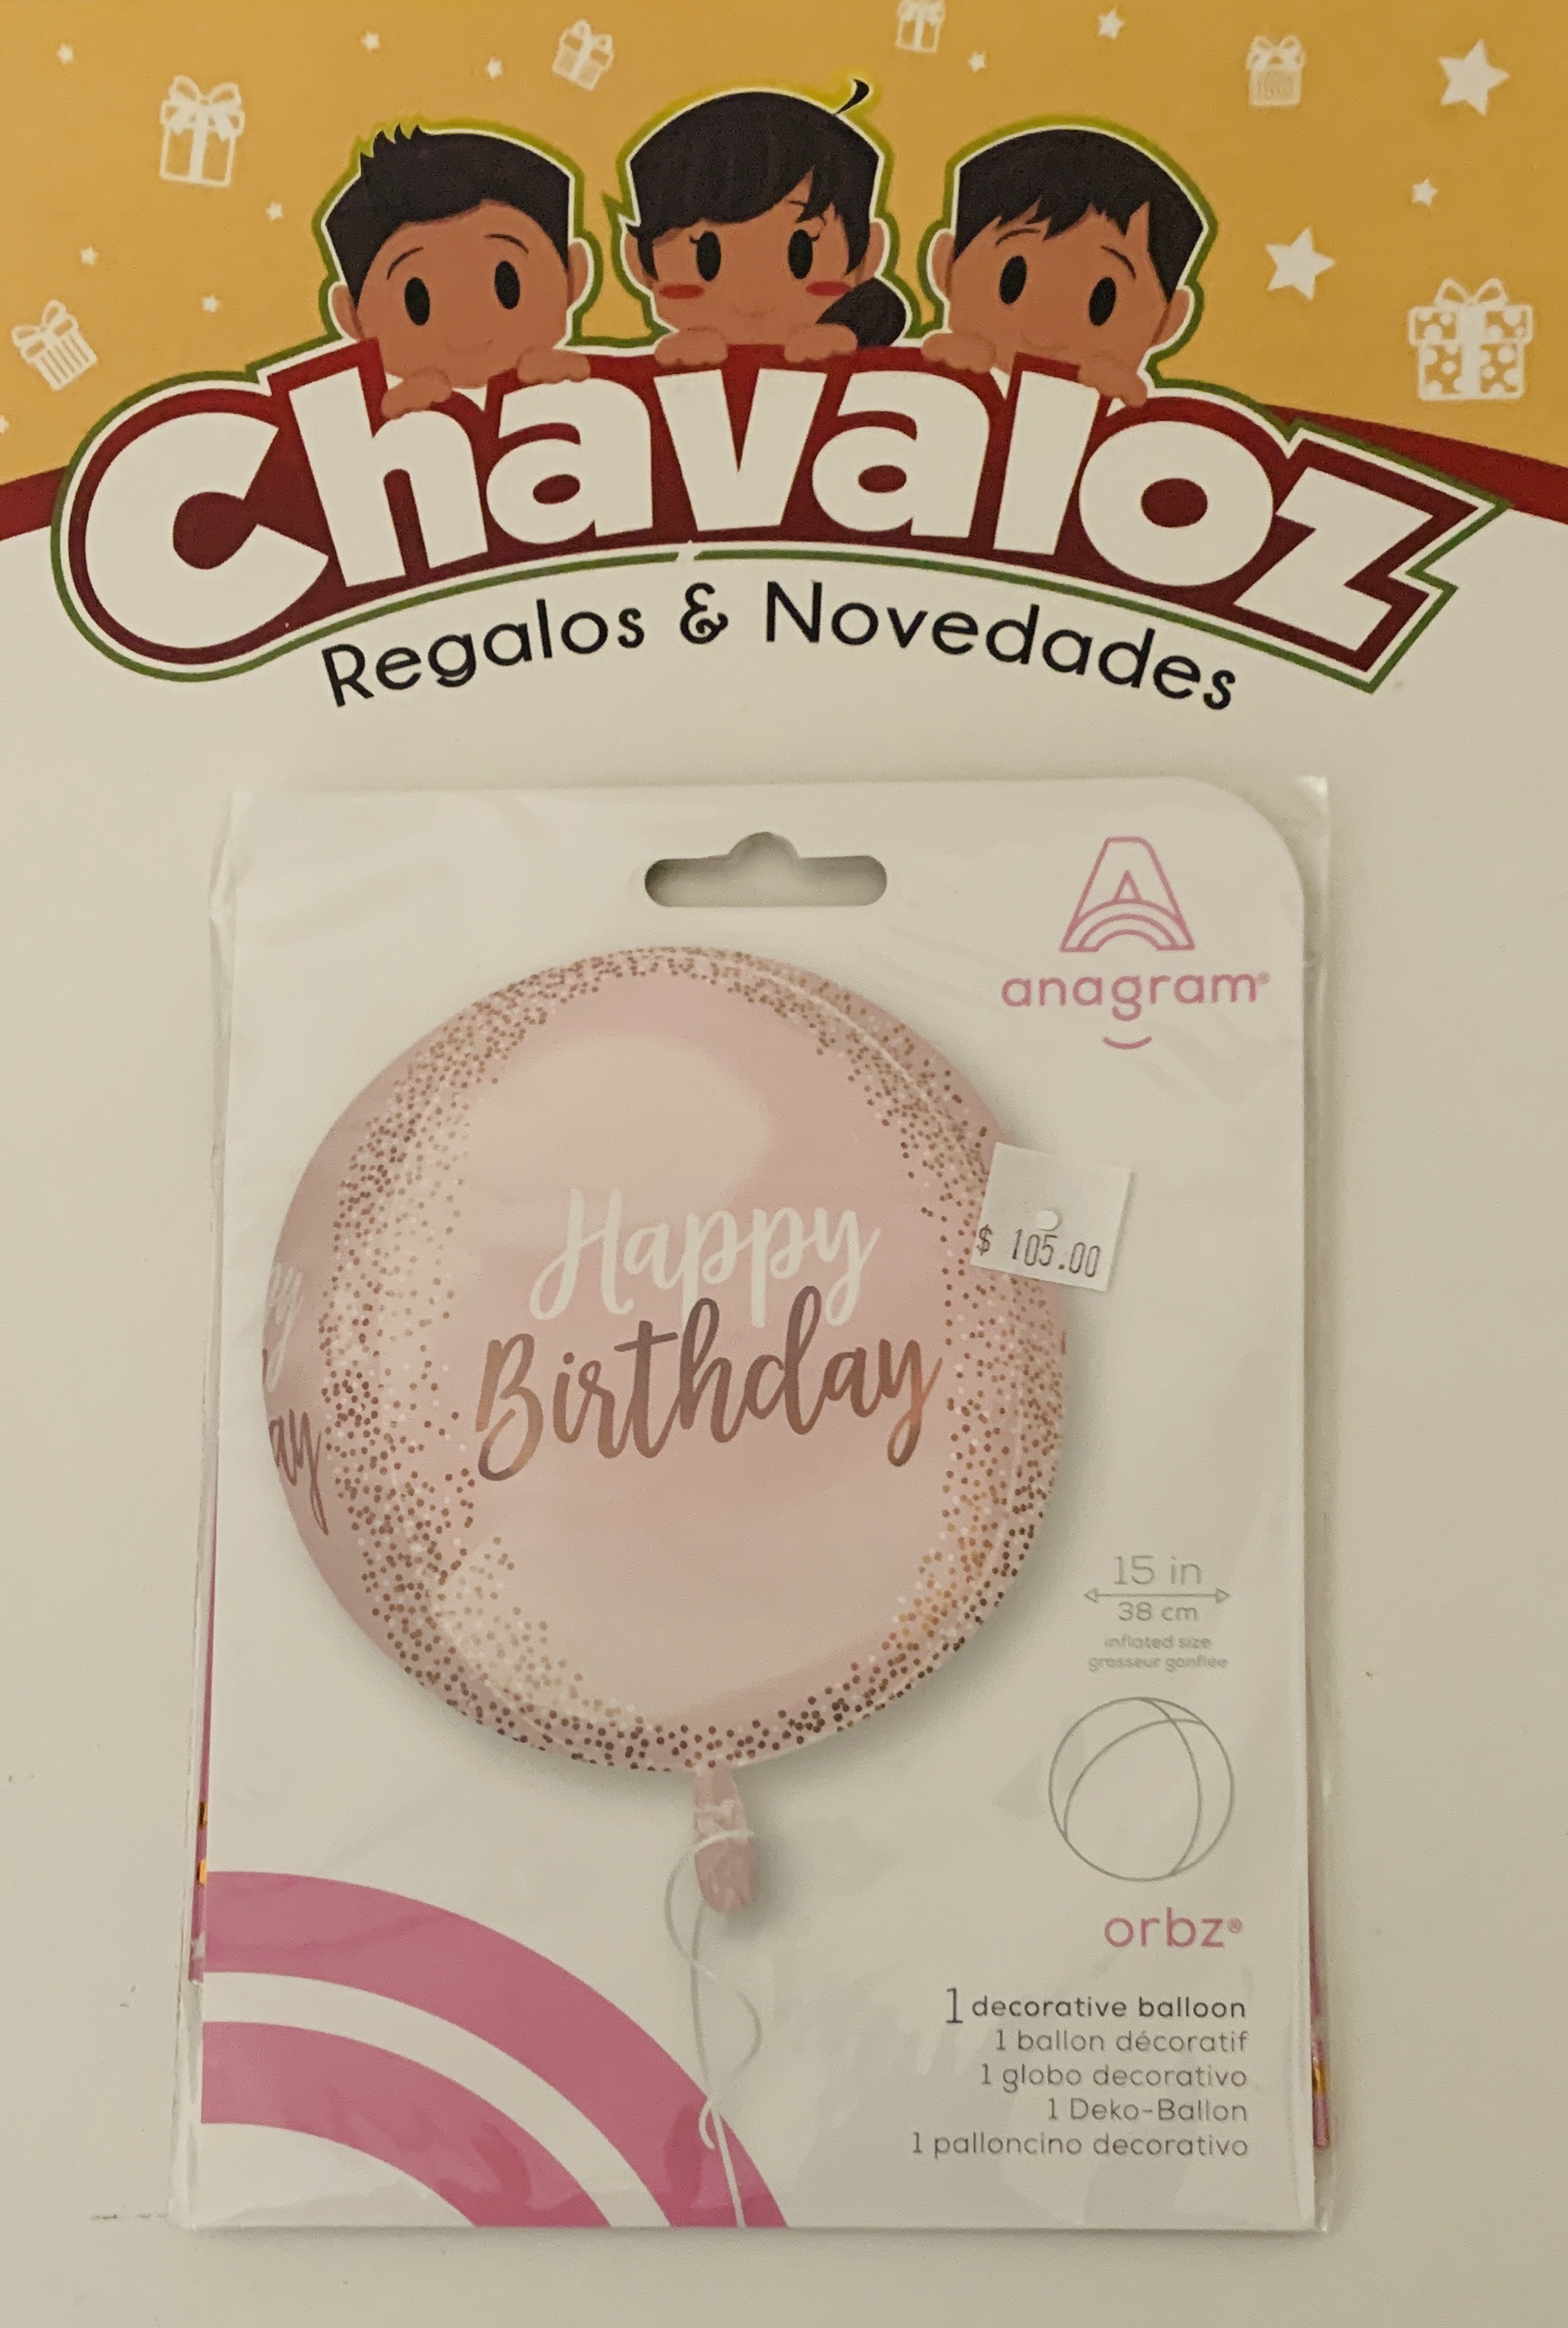 Chavaloz
Regalos & Novedades
anagram®
Happy
Birthday
$ 105.00
ay
15 in
38 cm
inflated size
grosseur gonflée
orbz®
1 decorative balloon
1 ballon décoratif
1 globo decorativo
1 Deko-Ballon
1 palloncino decorativo